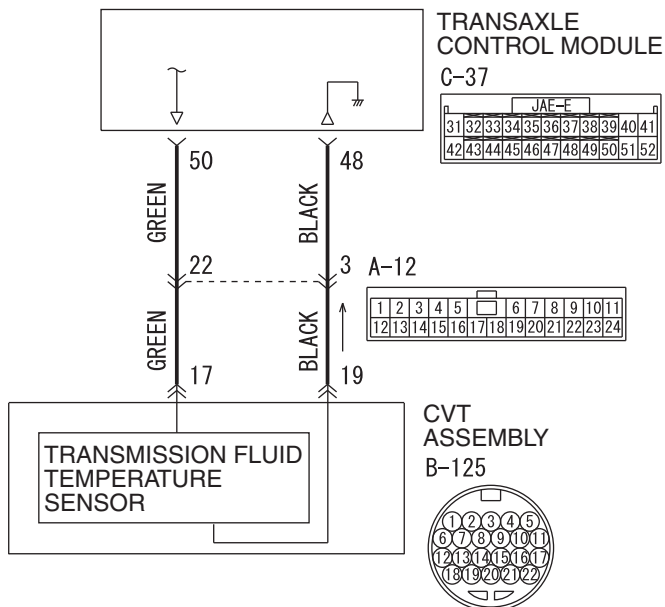 TRANSAXLE
CONTROL MODULE
C-37
JAE-E
31 32 33 34 35 36 37 38 39 40 41
42 43 44 45 46 47 48 49 50 51 52
50 48
GREEN BLACK
22 3 A-12
1 2 3 4 5 6 7 8 9 10 11
12 13 14 15 16 17 18 19 20 21 22 23 24
GREEN BLACK
17 19
CVT
ASSEMBLY
B-125
TRANSMISSION FLUID
TEMPERATURE
SENSOR
1 2 3 4 5
6 7 8 9 10 11
12 13 14 15 16 17
18 19 20 21 22